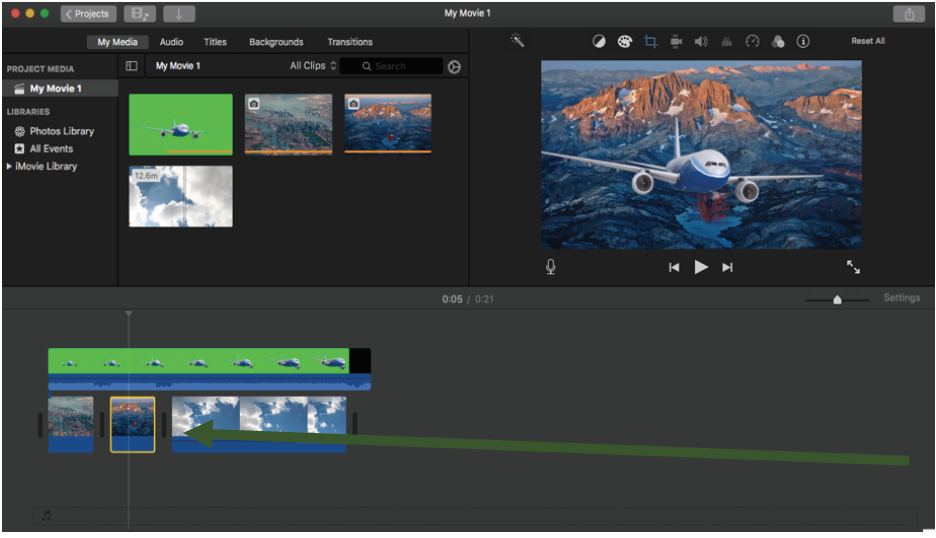 Projects
My Movie 1
My Media Audio Titles Backgrounds Transitions
Reset All
PROJECT MEDIA
My Movie 1 All Clips Search
My Movie 1
LIBRARIES
Photos Library
All Events
iMovie Library
12.6m
0:05 / 0:21
Settings